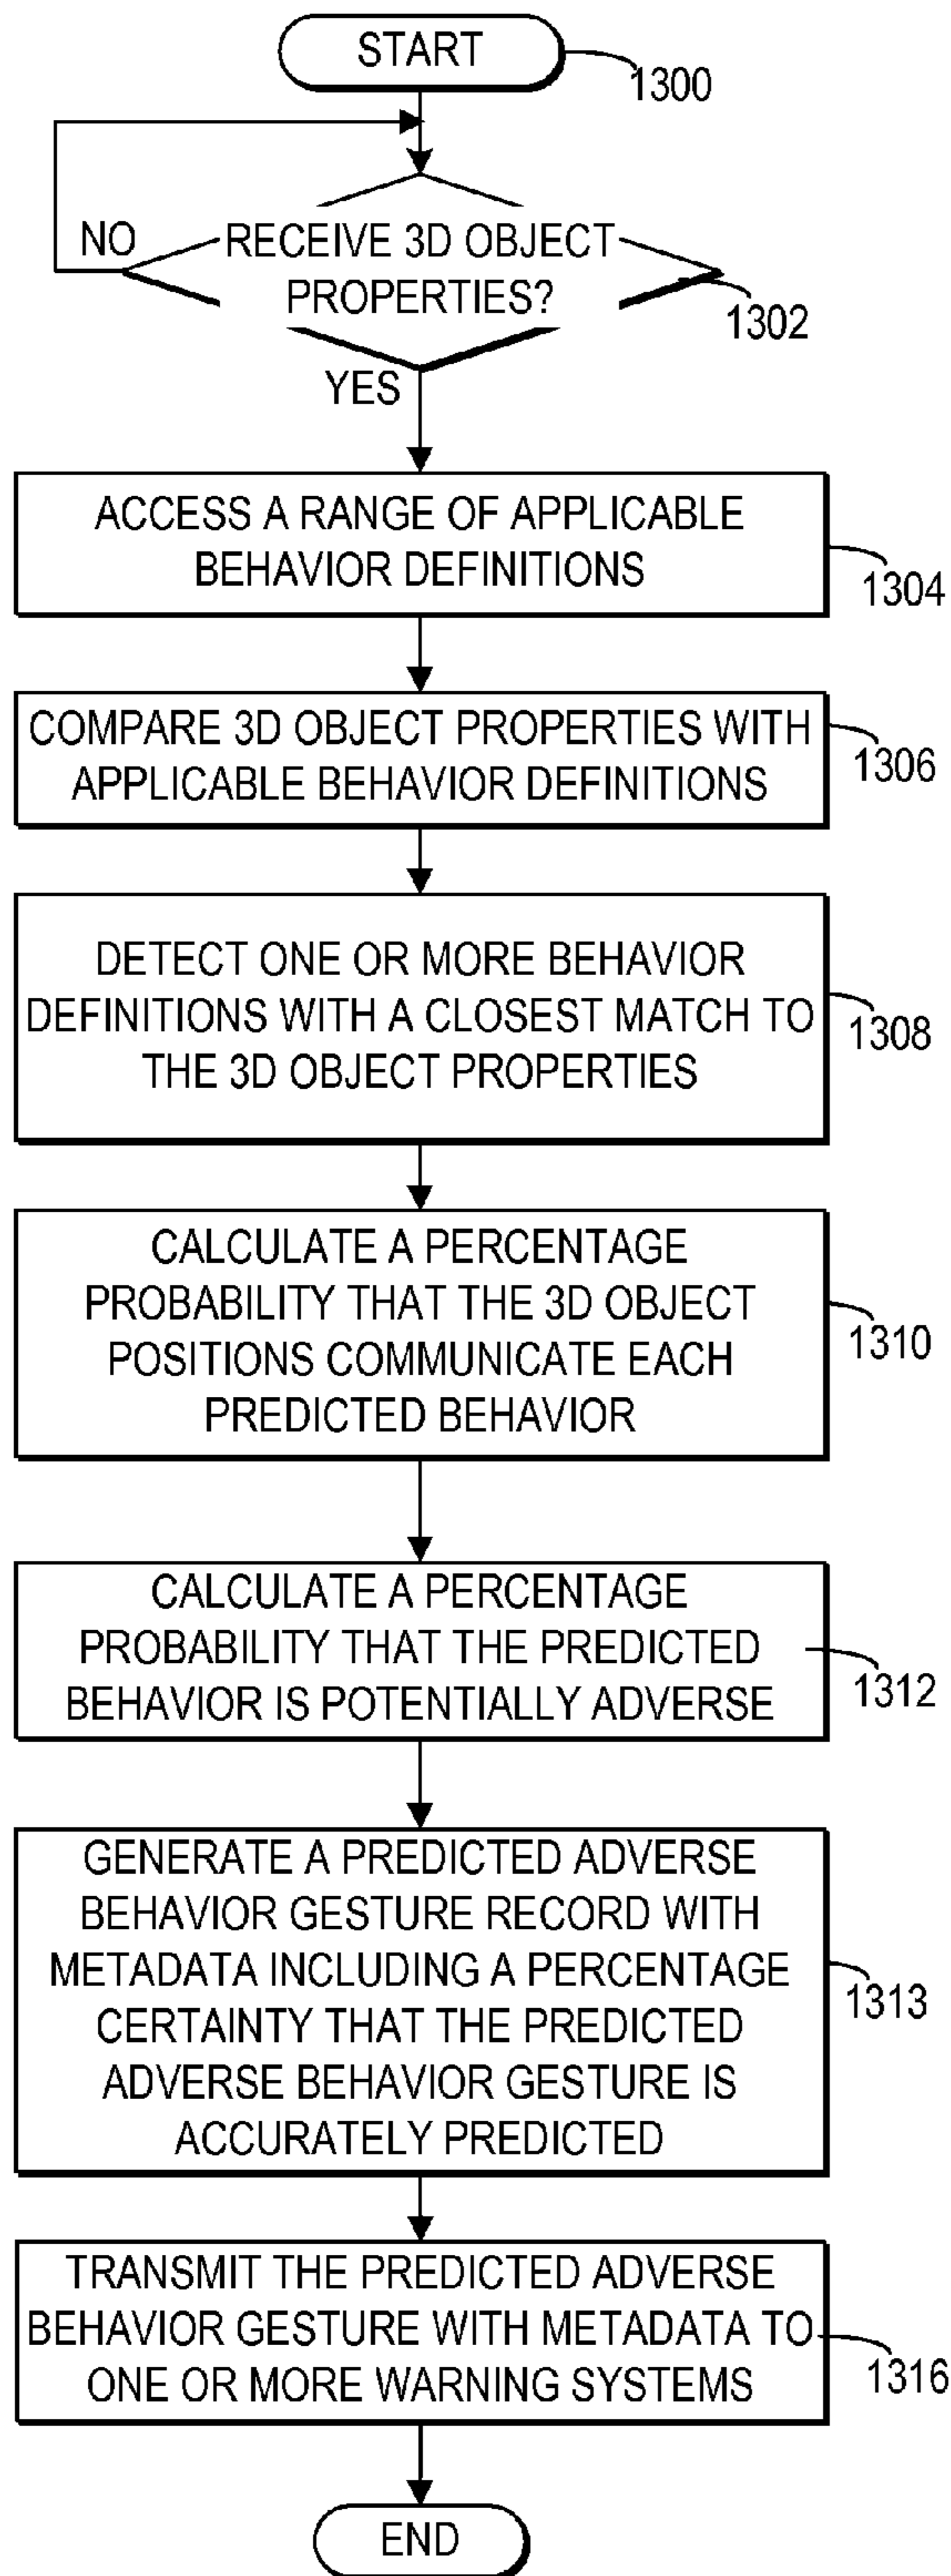 START
1300
NO
RECEIVE 3D OBJECT
PROPERTIES?
1302
YES
ACCESS A RANGE OF APPLICABLE
BEHAVIOR DEFINITIONS
1304
COMPARE 3D OBJECT PROPERTIES WITH
APPLICABLE BEHAVIOR DEFINITIONS
1306
DETECT ONE OR MORE BEHAVIOR
DEFINITIONS WITH A CLOSEST MATCH TO
THE 3D OBJECT PROPERTIES
1308
CALCULATE A PERCENTAGE
PROBABILITY THAT THE 3D OBJECT
POSITIONS COMMUNICATE EACH
PREDICTED BEHAVIOR
1310
CALCULATE A PERCENTAGE
PROBABILITY THAT THE PREDICTED
BEHAVIOR IS POTENTIALLY ADVERSE
1312
GENERATE A PREDICTED ADVERSE
BEHAVIOR GESTURE RECORD WITH
METADATA INCLUDING A PERCENTAGE
CERTAINTY THAT THE PREDICTED
ADVERSE BEHAVIOR GESTURE IS
ACCURATELY PREDICTED
1313
TRANSMIT THE PREDICTED ADVERSE
BEHAVIOR GESTURE WITH METADATA TO
ONE OR MORE WARNING SYSTEMS
1316
END